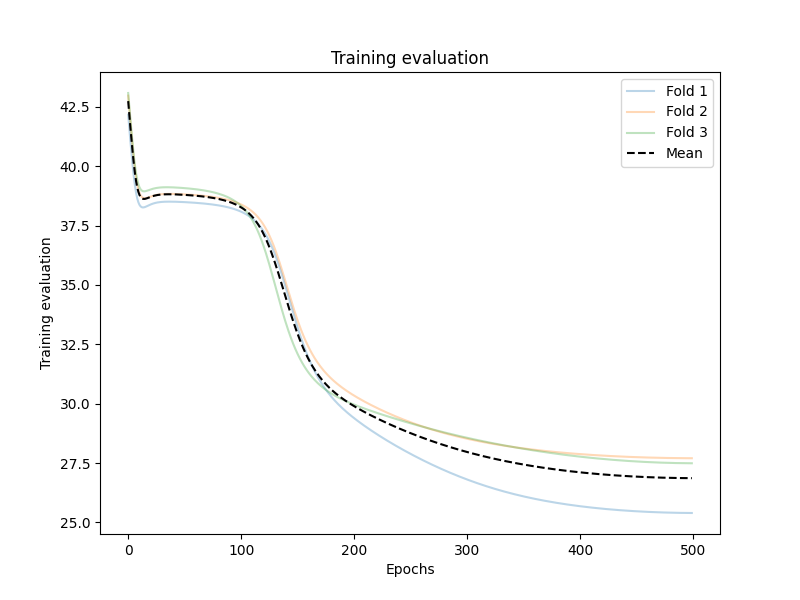 Training evaluation
Fold 1
Fold 2
Fold 3
Mean
Training evaluation
42.5
40.0
37.5
35.0
32.5
30.0
27.5
25.0
0 100 200 300 400 500
Epochs